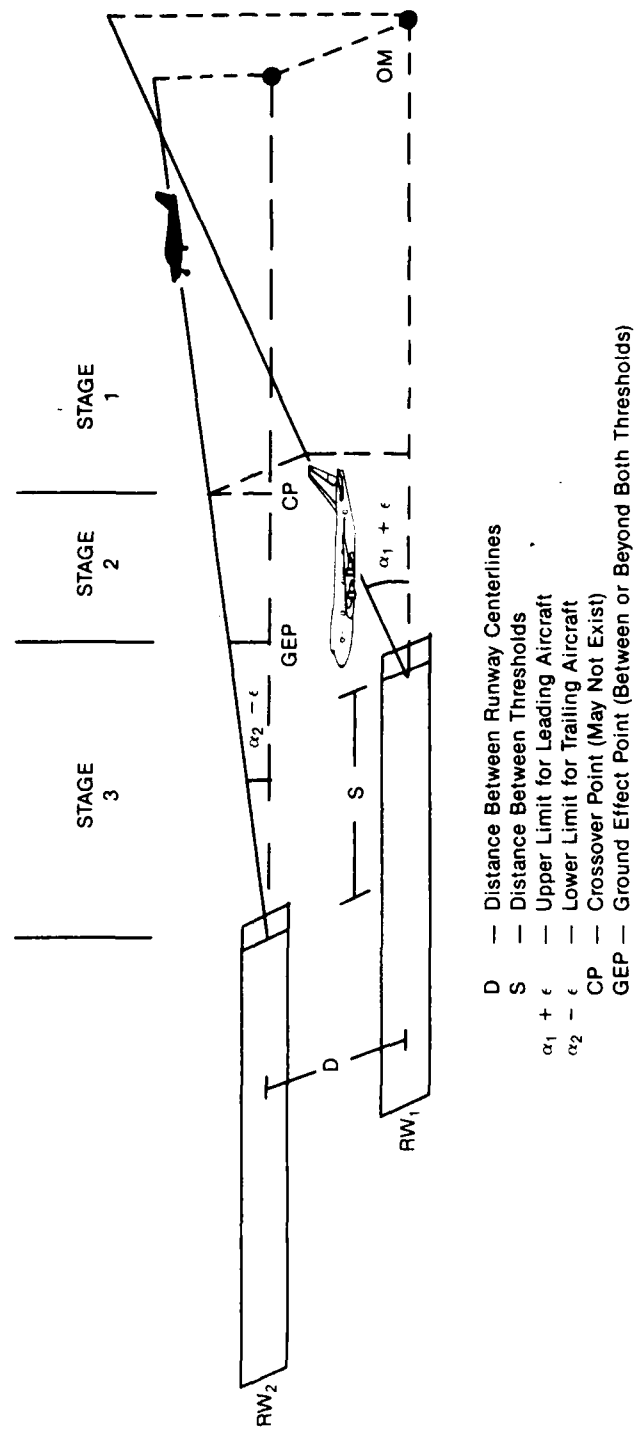 STAGE
3
STAGE
2
STAGE
1
α₂ − ϵ
GEP
CP
S
α₁ + ϵ
OM
D
RW₂
RW₁
D — Distance Between Runway Centerlines
S — Distance Between Thresholds
α₁ + ϵ — Upper Limit for Leading Aircraft
α₂ − ϵ — Lower Limit for Trailing Aircraft
CP — Crossover Point (May Not Exist)
GEP — Ground Effect Point (Between or Beyond Both Thresholds)